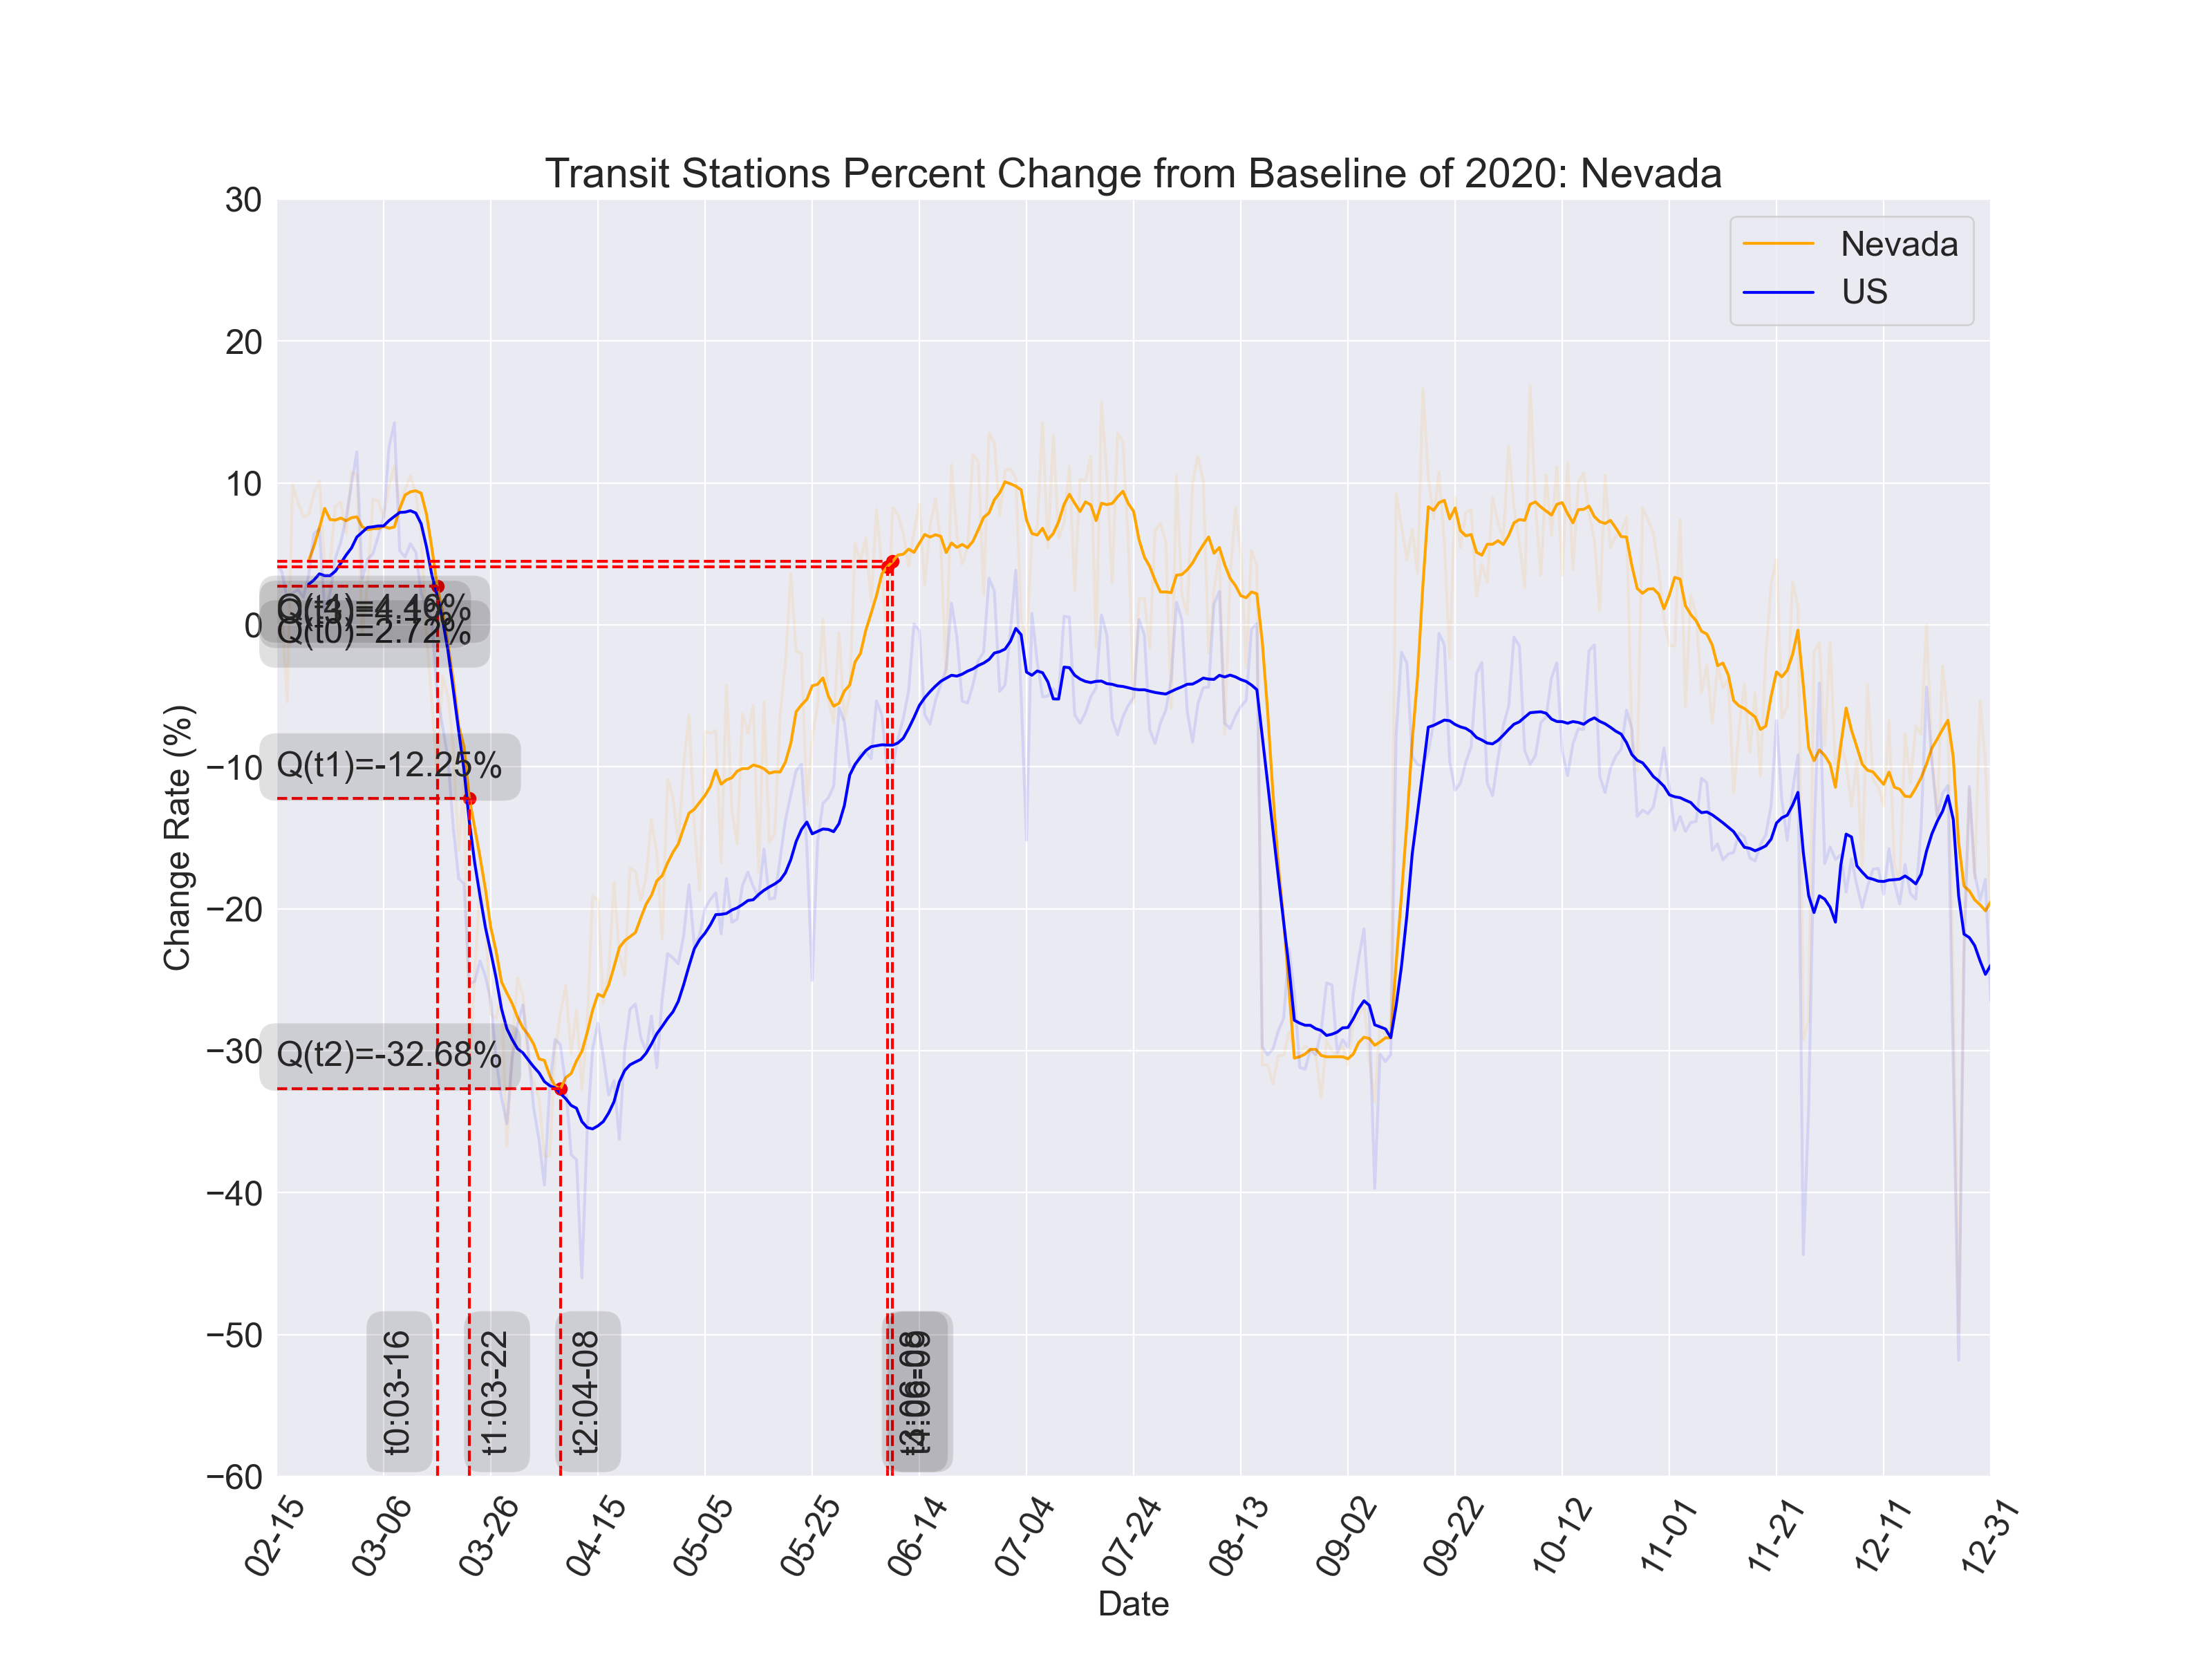 Transit Stations Percent Change from Baseline of 2020: Nevada
Nevada
US
Change Rate (%)
30
20
10
0
−10
−20
−30
−40
−50
−60
Q(t0)=2.72%
Q(t1)=-12.25%
Q(t2)=-32.68%
t0:03-16
t1:03-22
t2:04-08
02-15
03-06
03-26
04-15
05-05
05-25
06-14
07-04
07-24
08-13
09-02
09-22
10-12
11-01
11-21
12-11
12-31
Date